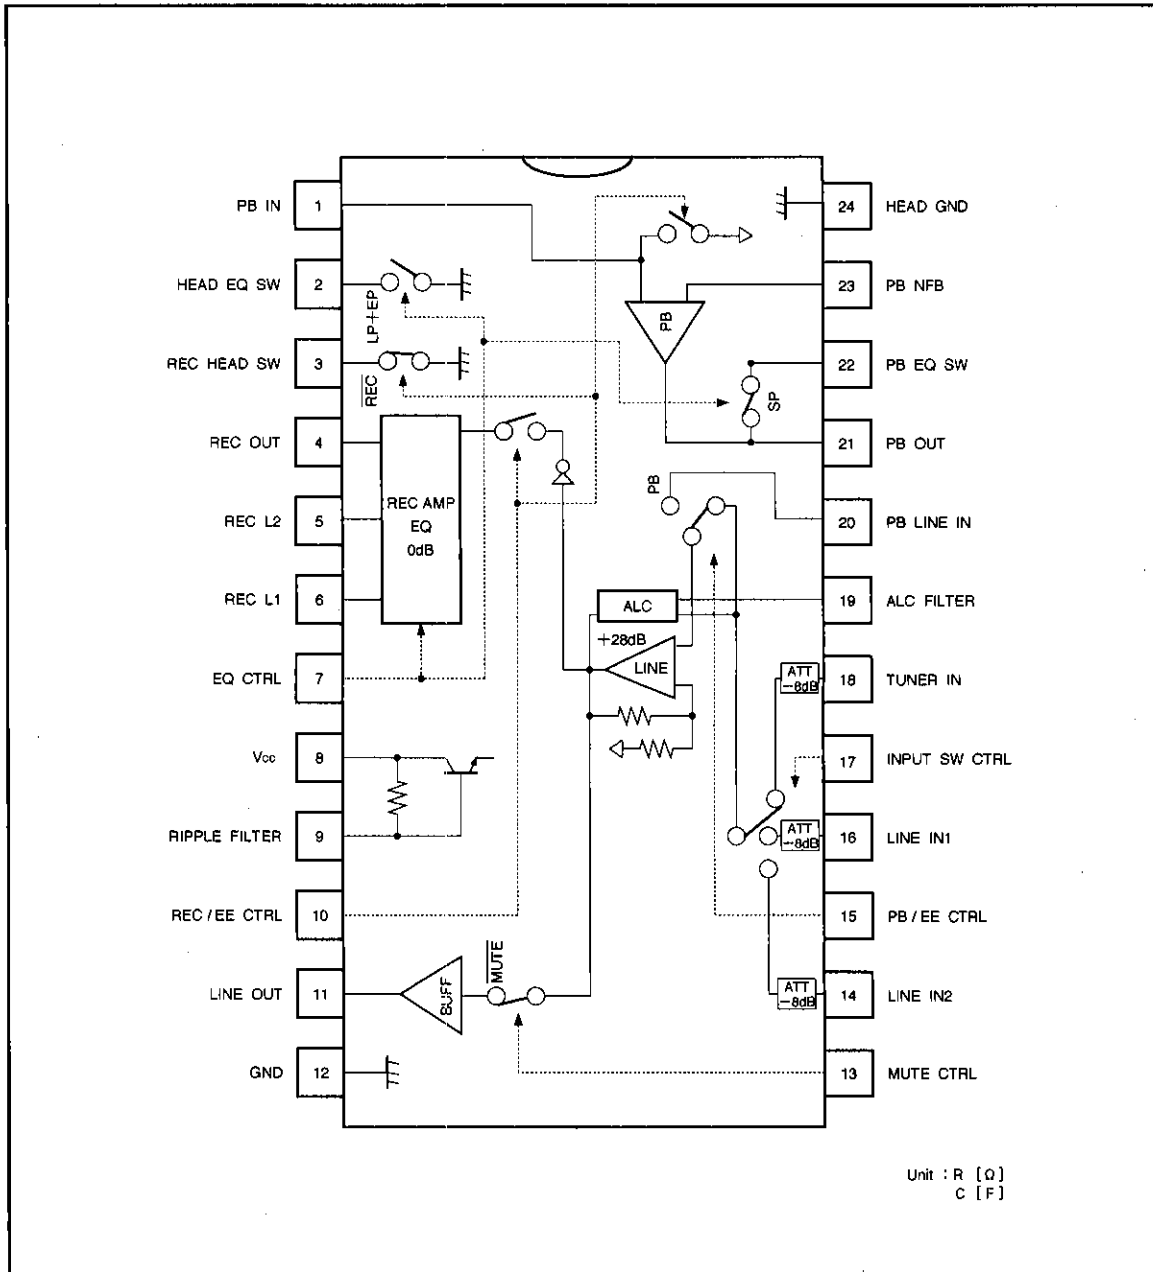 PB IN 1
HEAD EQ SW 2
REC HEAD SW 3
REC OUT 4
REC L2 5
REC L1 6
EQ CTRL 7
Vcc 8
RIPPLE FILTER 9
REC/EE CTRL 10
LINE OUT 11
GND 12
24 HEAD GND
23 PB NFB
22 PB EQ SW
21 PB OUT
20 PB LINE IN
19 ALC FILTER
18 TUNER IN
17 INPUT SW CTRL
16 LINE IN1
15 PB/EE CTRL
14 LINE IN2
13 MUTE CTRL
LP+EP
REC
REC AMP
EQ
0dB
PB
SP
PB
ALC
+28dB
LINE
ATT
−8dB
ATT
−8dB
ATT
−8dB
MUTE
BUFF
Unit : R [Ω]
C [F]